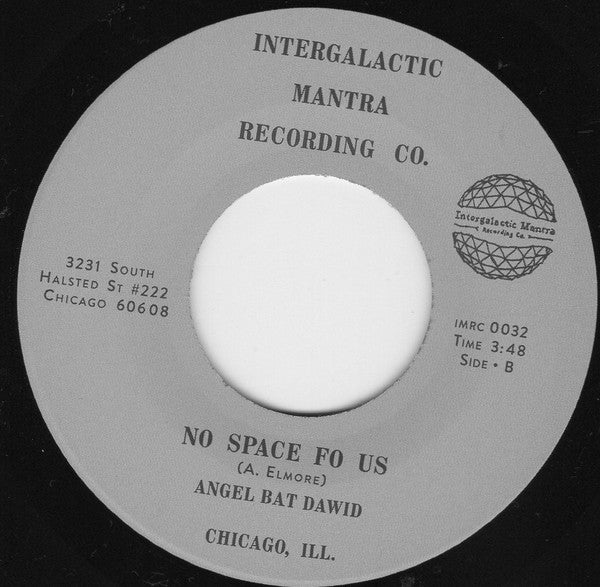 INTERGALACTIC
MANTRA
RECORDING CO.
Intergalactic Mantra
Recording Co.
3231 South
Halsted St #222
Chicago 60608
IMRC 0032
Time 3:48
Side • B
NO SPACE FO US
(A. Elmore)
ANGEL BAT DAWID
CHICAGO, ILL.